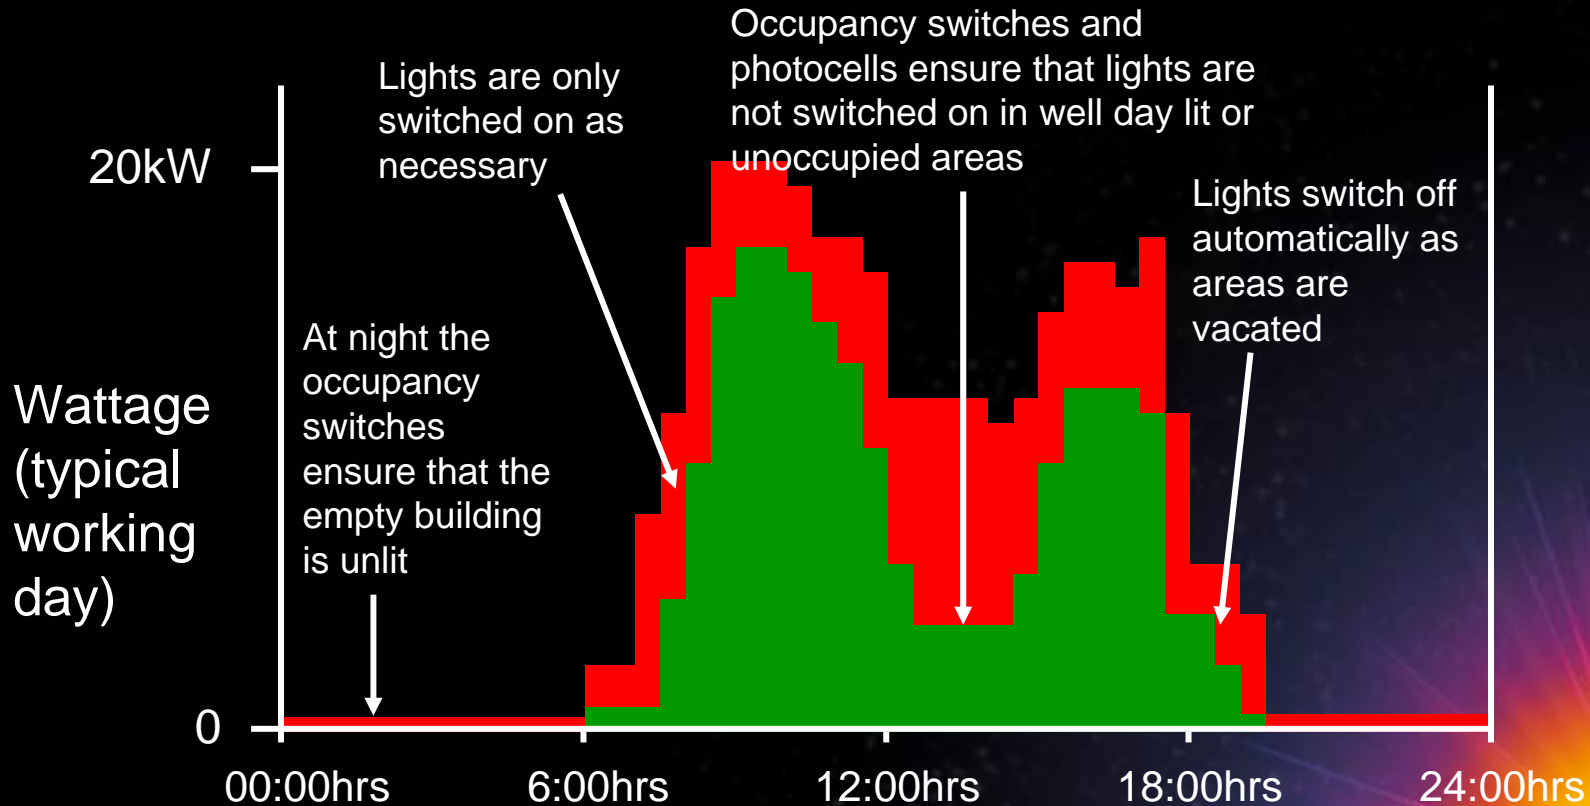 Occupancy switches and
photocells ensure that lights are
not switched on in well day lit or
unoccupied areas
Lights are only
switched on as
necessary
20kW
Lights switch off
automatically as
areas are
vacated
At night the
occupancy
switches
ensure that the
empty building
is unlit
Wattage
(typical
working
day)
0
00:00hrs
6:00hrs
12:00hrs
18:00hrs
24:00hrs